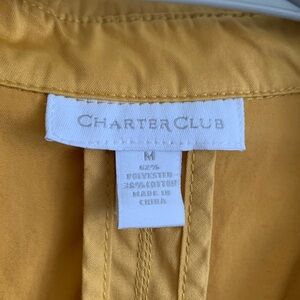 CHARTER CLUB
M
62%
POLYESTER
38% COTTON
MADE IN
CHINA